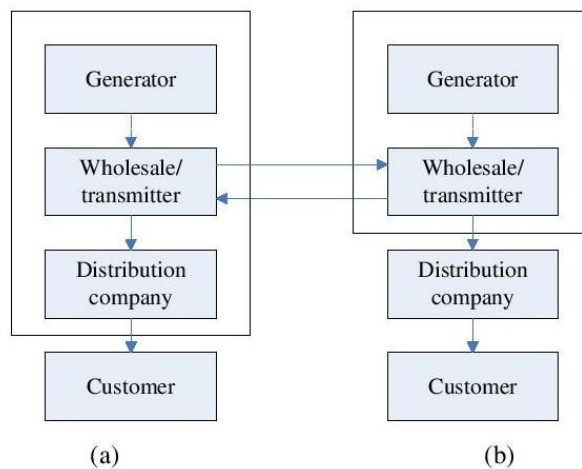 Generator
Wholesale/
transmitter
Distribution
company
Customer
(a)
Generator
Wholesale/
transmitter
Distribution
company
Customer
(b)